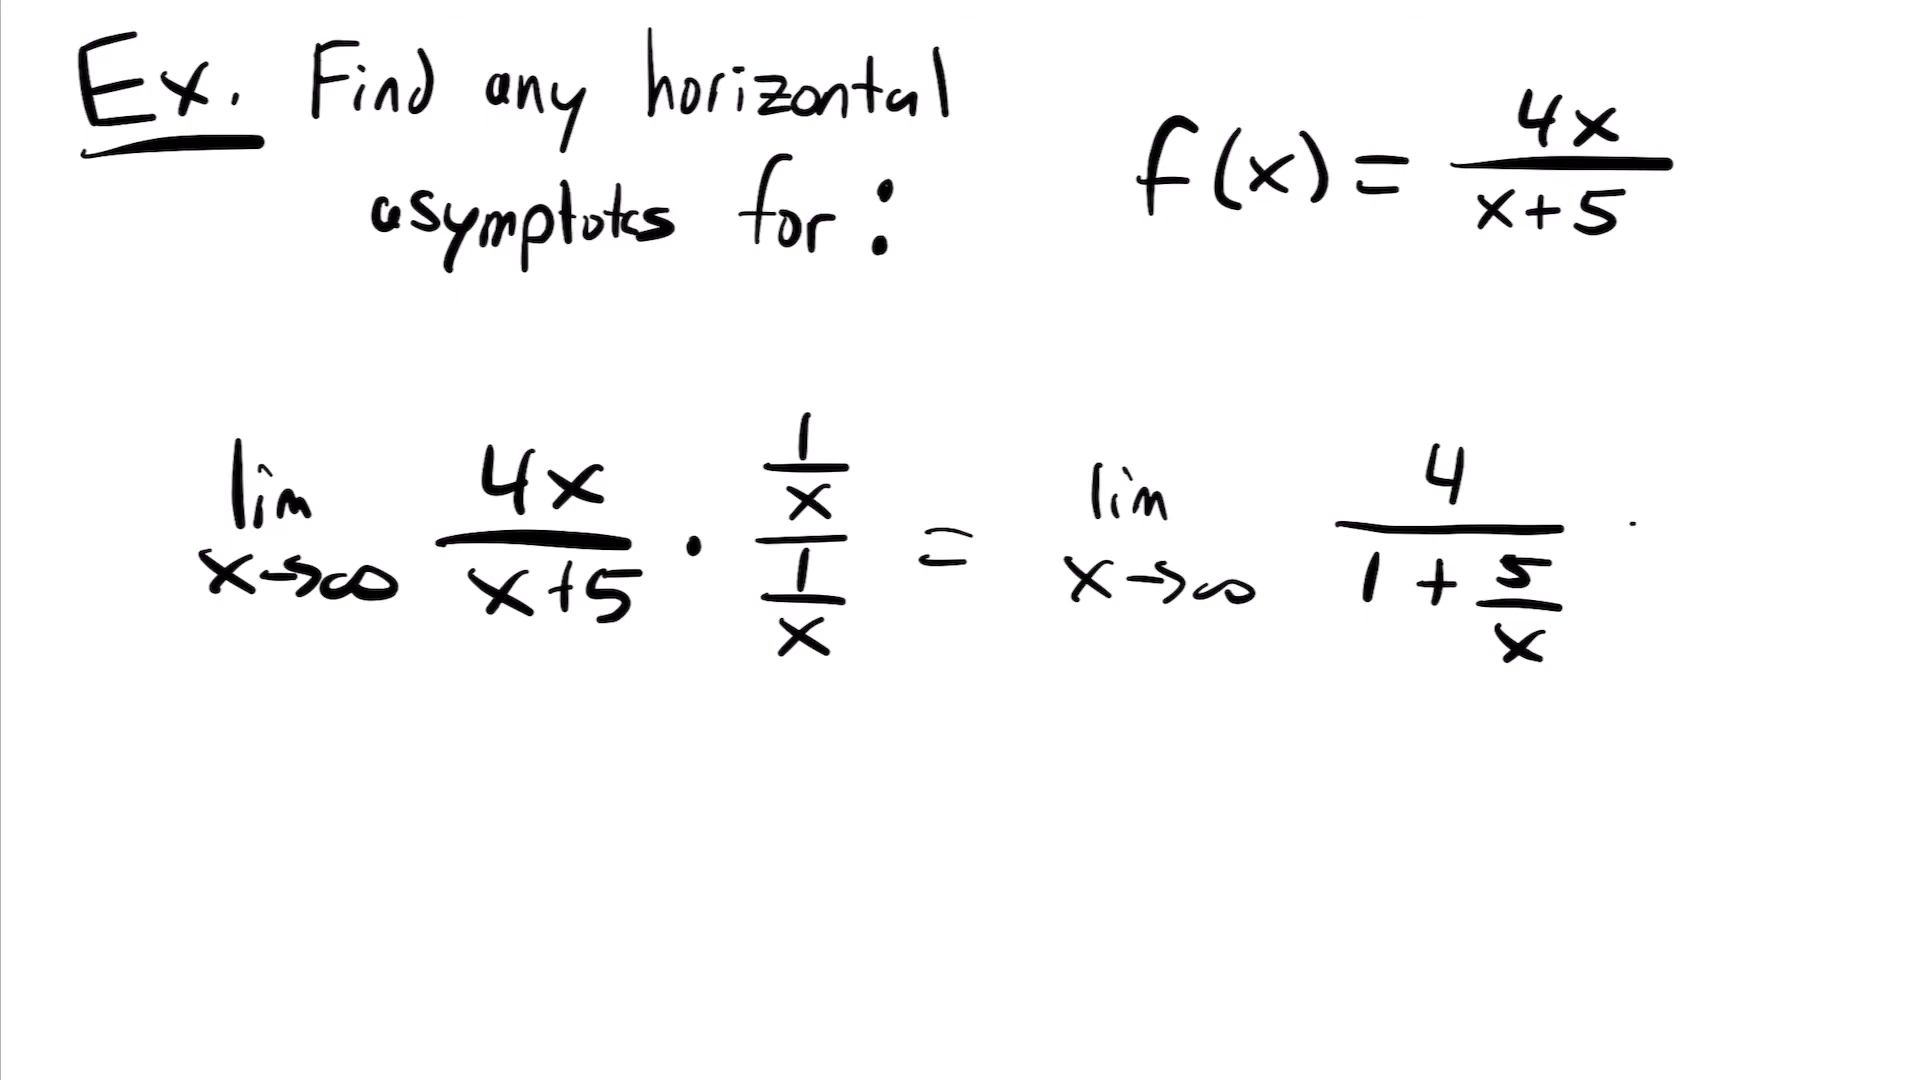 Ex. Find any horizontal
asymptotes for:
f(x) = 4x / (x+5)
lim x→∞ 4x / (x+5) · (1/x) / (1/x) = lim x→∞ 4 / (1 + 5/x)